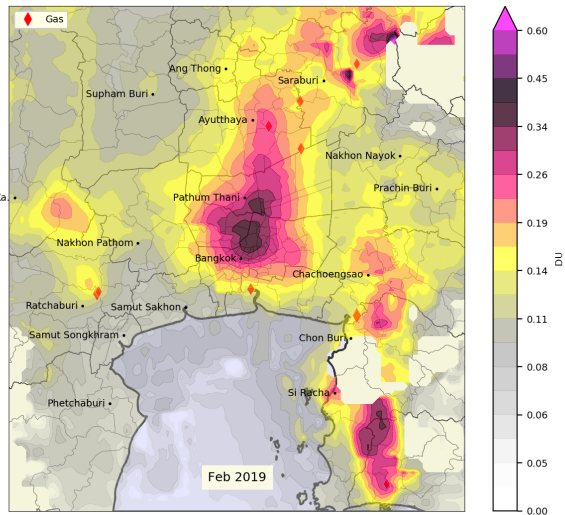 Gas
Ang Thong
Saraburi
Supham Buri
Ayutthaya
Nakhon Nayok
Prachin Buri
Pathum Thani
a.
Nakhon Pathom
Bangkok
Chachoengsao
Ratchaburi
Samut Sakhon
Samut Songkhram
Chon Buri
Si Racha
Phetchaburi
Feb 2019
0.60
0.45
0.34
0.26
0.19
0.14
0.11
0.08
0.06
0.05
0.00
DU